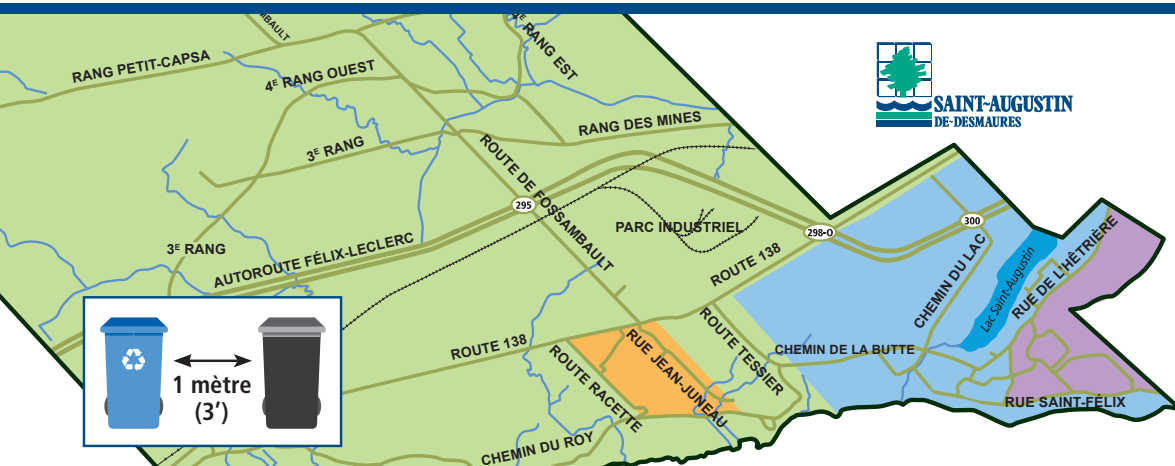 MBAULT
4E RANG EST
RANG PETIT-CAPSA
4E RANG OUEST
SAINT-AUGUSTIN
DE-DESMAURES
RANG DES MINES
3E RANG
ROUTE DE FOSSAMBAULT
295
PARC INDUSTRIEL
298-O
300
3E RANG
AUTOROUTE FÉLIX-LECLERC
ROUTE 138
CHEMIN DU LAC
Lac Saint-Augustin
RUE DE L'HÊTRIÈRE
1 mètre
(3')
ROUTE 138
RUE JEAN-JUNEAU
ROUTE TESSIER
CHEMIN DE LA BUTTE
ROUTE RACETTE
RUE SAINT-FÉLIX
CHEMIN DU ROY